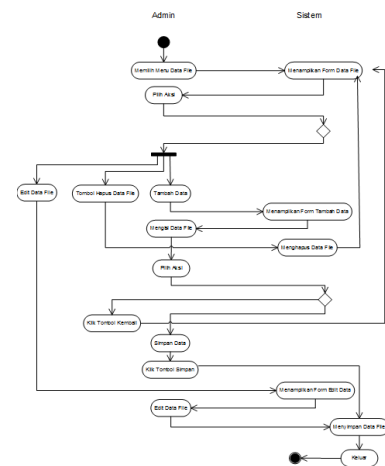 Admin
Sistem
Memilih Menu Data File
Menampilkan Form Data File
Pilih Aksi
Edit Data File
Tombol Hapus Data File
Tambah Data
Menampilkan Form Tambah Data
Mengisi Data File
Menghapus Data File
Pilih Aksi
Klik Tombol Kembali
Simpan Data
Klik Tombol Simpan
Menampilkan Form Edit Data
Edit Data File
Menyimpan Data File
Keluar